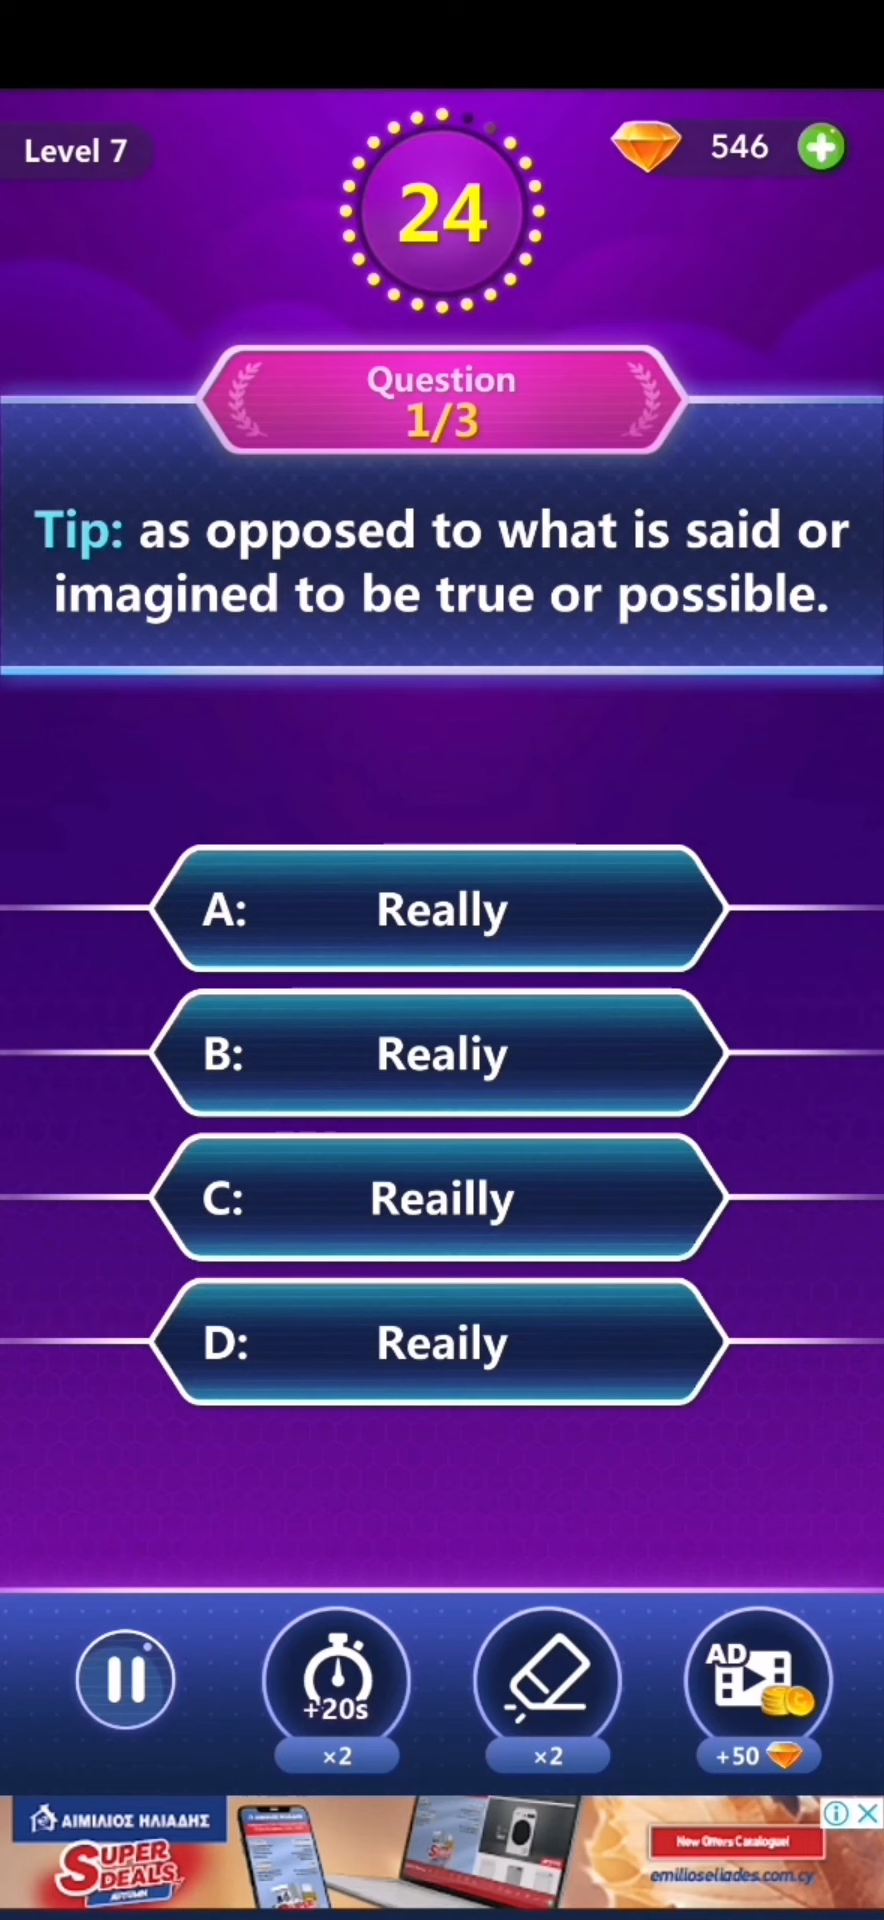 Level 7
24
546
Question
1/3
Tip: as opposed to what is said or
imagined to be true or possible.
A: Really
B: Realiy
C: Reailly
D: Reaily
+20s
×2
×2
AD
+50
ΑΙΜΙΛΙΟΣ ΗΛΙΑΔΗΣ
SUPER
DEALS
AUTUMN
New Offers Catalogue!
emilioseliades.com.cy